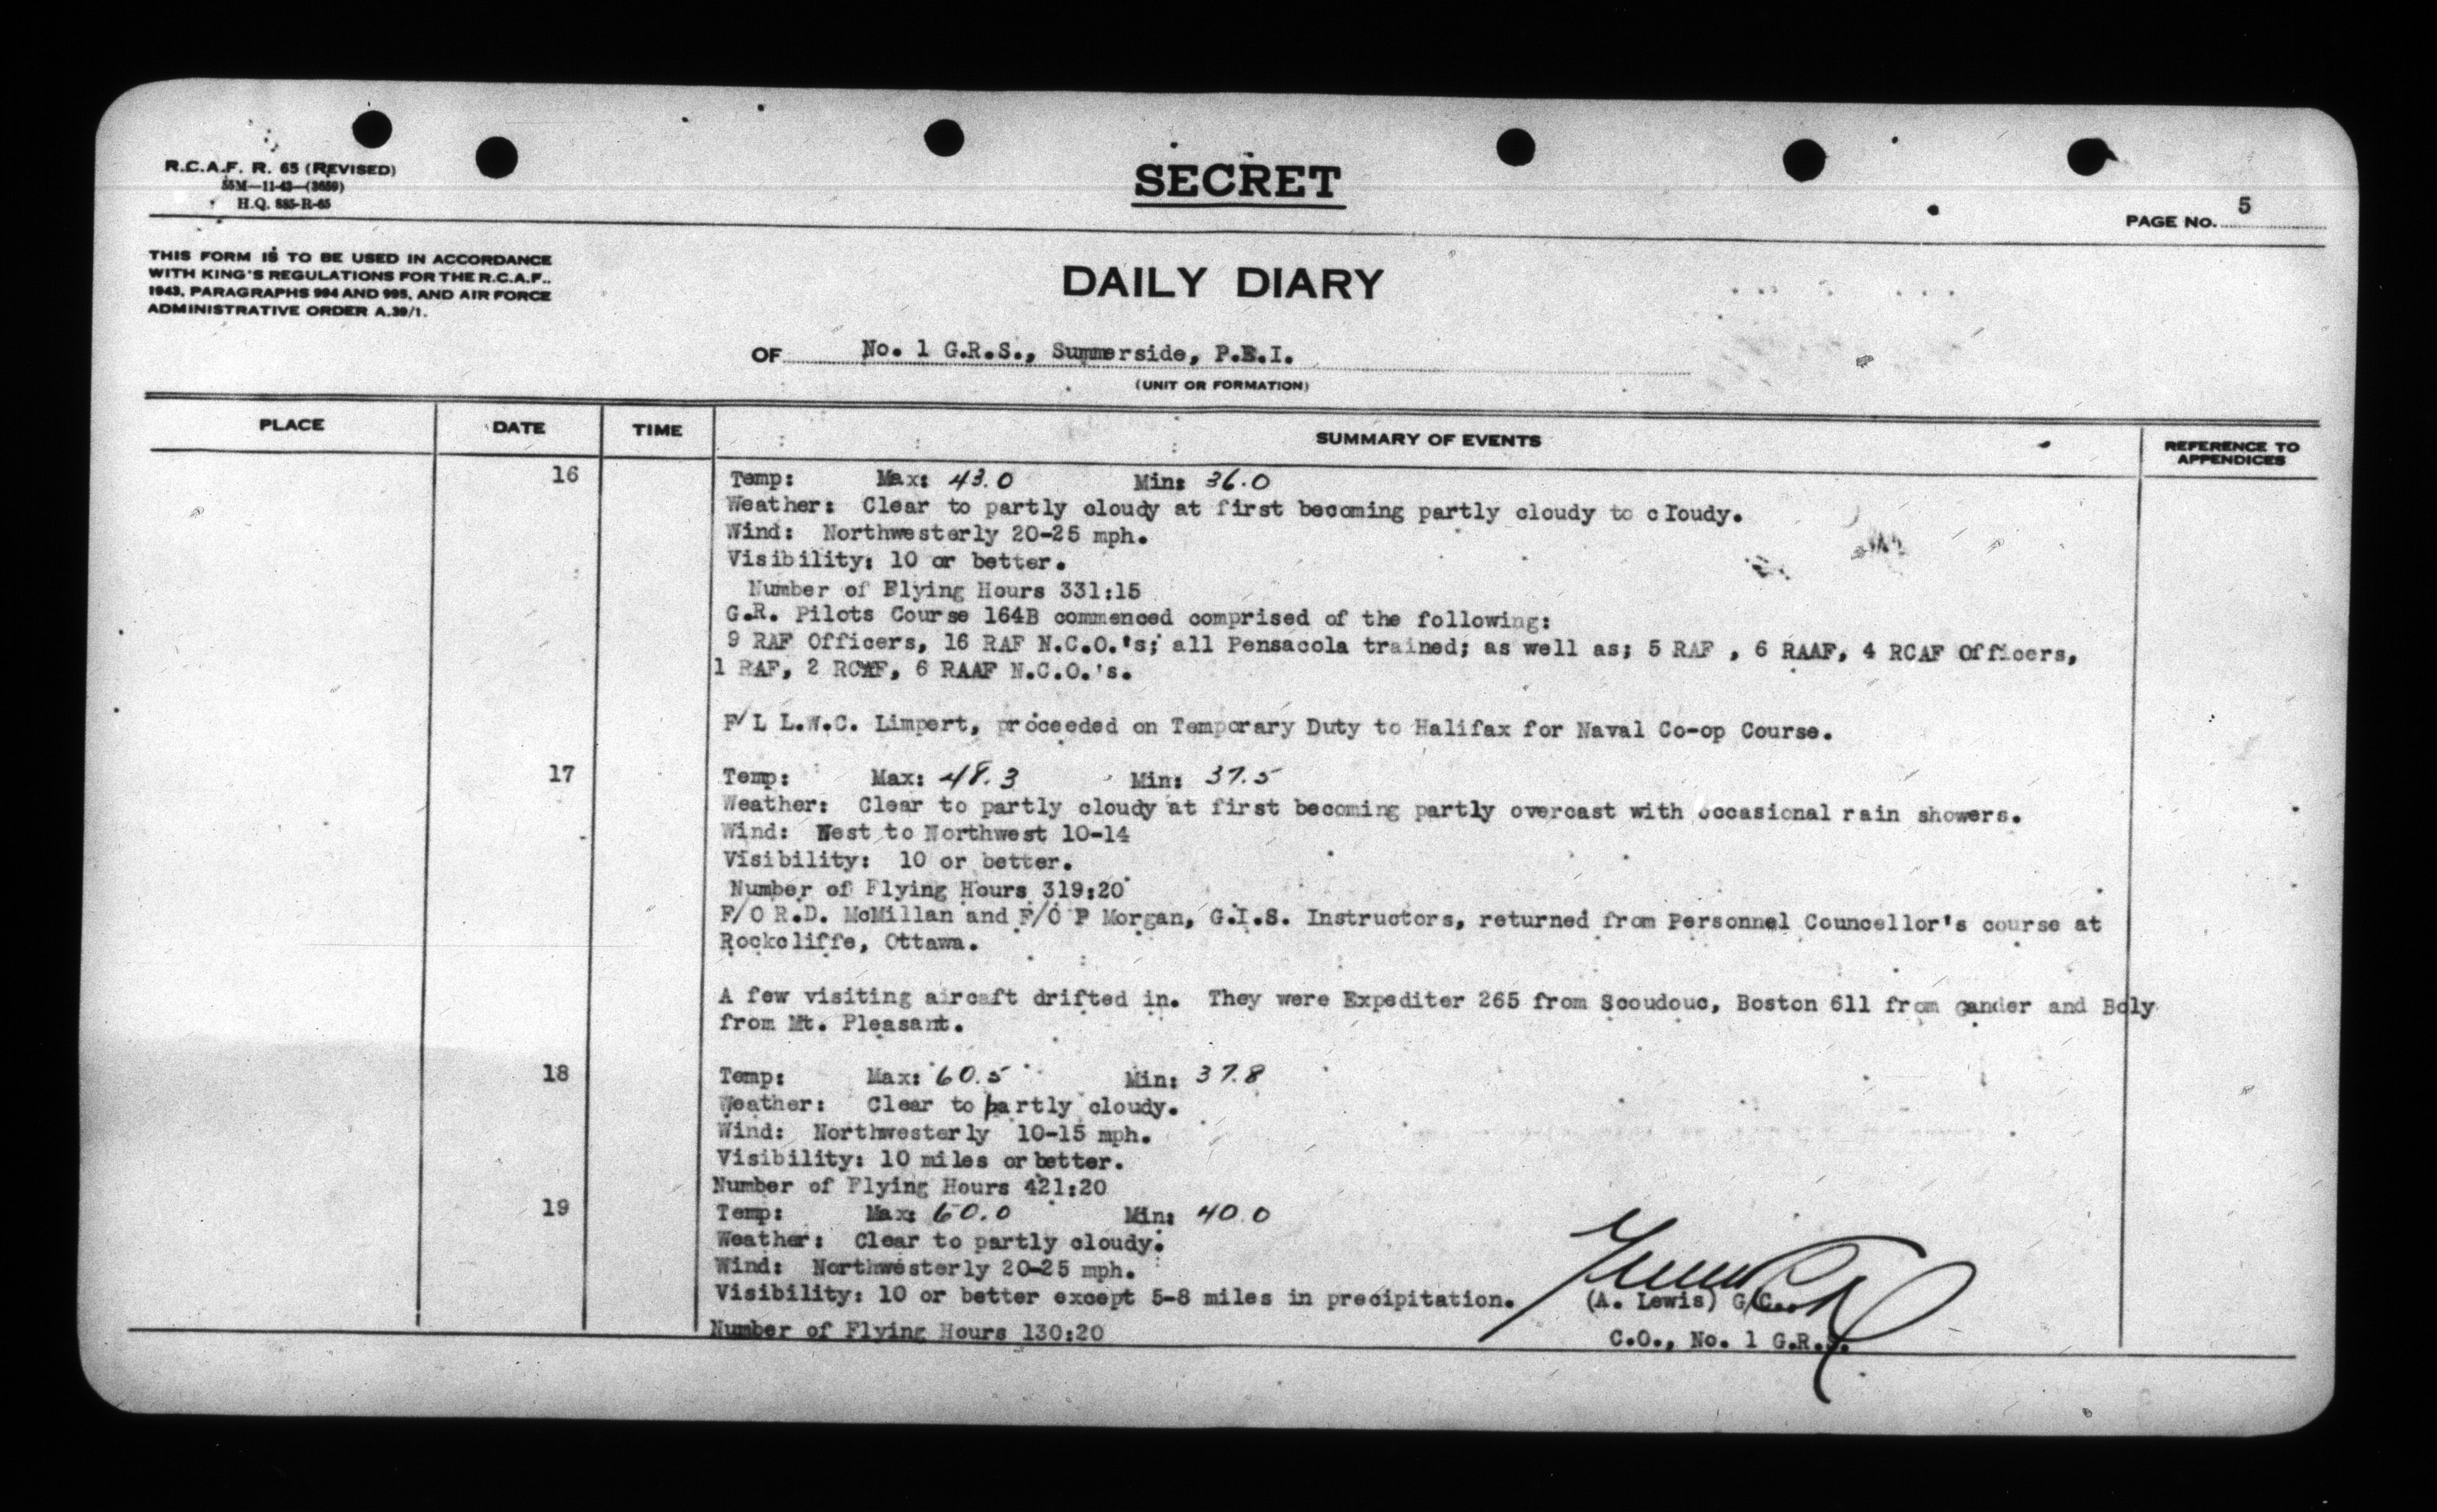 R.C.A.F. R. 65 (REVISED)
55M—11-43—(3659)
H.Q. 885-R-65
SECRET
PAGE NO. 5
THIS FORM IS TO BE USED IN ACCORDANCE
WITH KING'S REGULATIONS FOR THE R.C.A.F.,
1943, PARAGRAPHS 994 AND 995, AND AIR FORCE
ADMINISTRATIVE ORDER A.39/1.
DAILY DIARY
OF No. 1 G.R.S., Summerside, P.E.I.
(UNIT OR FORMATION)
PLACE DATE TIME SUMMARY OF EVENTS REFERENCE TO APPENDICES
16 Temp: Max: 43.0 Min: 36.0
Weather: Clear to partly cloudy at first becoming partly cloudy to cloudy.
Wind: Northwesterly 20-25 mph.
Visibility: 10 or better.
Number of Flying Hours 331:15
G.R. Pilots Course 164B commenced comprised of the following:
9 RAF Officers, 16 RAF N.C.O.'s; all Pensacola trained; as well as; 5 RAF , 6 RAAF, 4 RCAF Officers,
1 RAF, 2 RCAF, 6 RAAF N.C.O.'s.
F/L L.W.C. Limpert, proceeded on Temporary Duty to Halifax for Naval Co-op Course.
17 Temp: Max: 48.3 Min: 37.5
Weather: Clear to partly cloudy at first becoming partly overcast with occasional rain showers.
Wind: West to Northwest 10-14
Visibility: 10 or better.
Number of Flying Hours 319:20
F/O R.D. McMillan and F/O P Morgan, G.I.S. Instructors, returned from Personnel Councellor's course at
Rockcliffe, Ottawa.
A few visiting aircaft drifted in. They were Expediter 265 from Scoudouc, Boston 611 from Gander and Boly
from Mt. Pleasant.
18 Temp: Max: 60.5 Min: 37.8
Weather: Clear to partly cloudy.
Wind: Northwesterly 10-15 mph.
Visibility: 10 miles or better.
Number of Flying Hours 421:20
19 Temp: Max: 60.0 Min: 40.0
Weather: Clear to partly cloudy.
Wind: Northwesterly 20-25 mph.
Visibility: 10 or better except 5-8 miles in precipitation.
(A. Lewis) G/C.
Number of Flying Hours 130:20
C.O., No. 1 G.R.S.